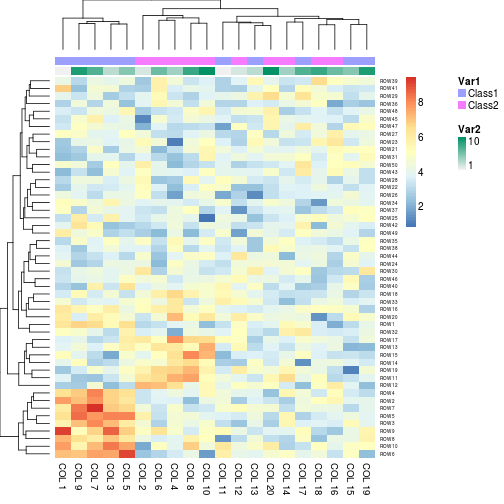 Var1
Class1
Class2
Var2
10
1
8
6
4
2
ROW39
ROW41
ROW29
ROW36
ROW48
ROW45
ROW47
ROW27
ROW23
ROW21
ROW31
ROW50
ROW43
ROW28
ROW22
ROW26
ROW34
ROW37
ROW25
ROW42
ROW49
ROW35
ROW38
ROW44
ROW24
ROW30
ROW46
ROW40
ROW18
ROW33
ROW16
ROW20
ROW1
ROW32
ROW17
ROW13
ROW15
ROW14
ROW19
ROW11
ROW12
ROW4
ROW2
ROW7
ROW5
ROW3
ROW9
ROW8
ROW10
ROW6
COL 1
COL 9
COL 7
COL 3
COL 5
COL 2
COL 6
COL 4
COL 8
COL 10
COL 11
COL 12
COL 13
COL 20
COL 14
COL 17
COL 18
COL 16
COL 15
COL 19